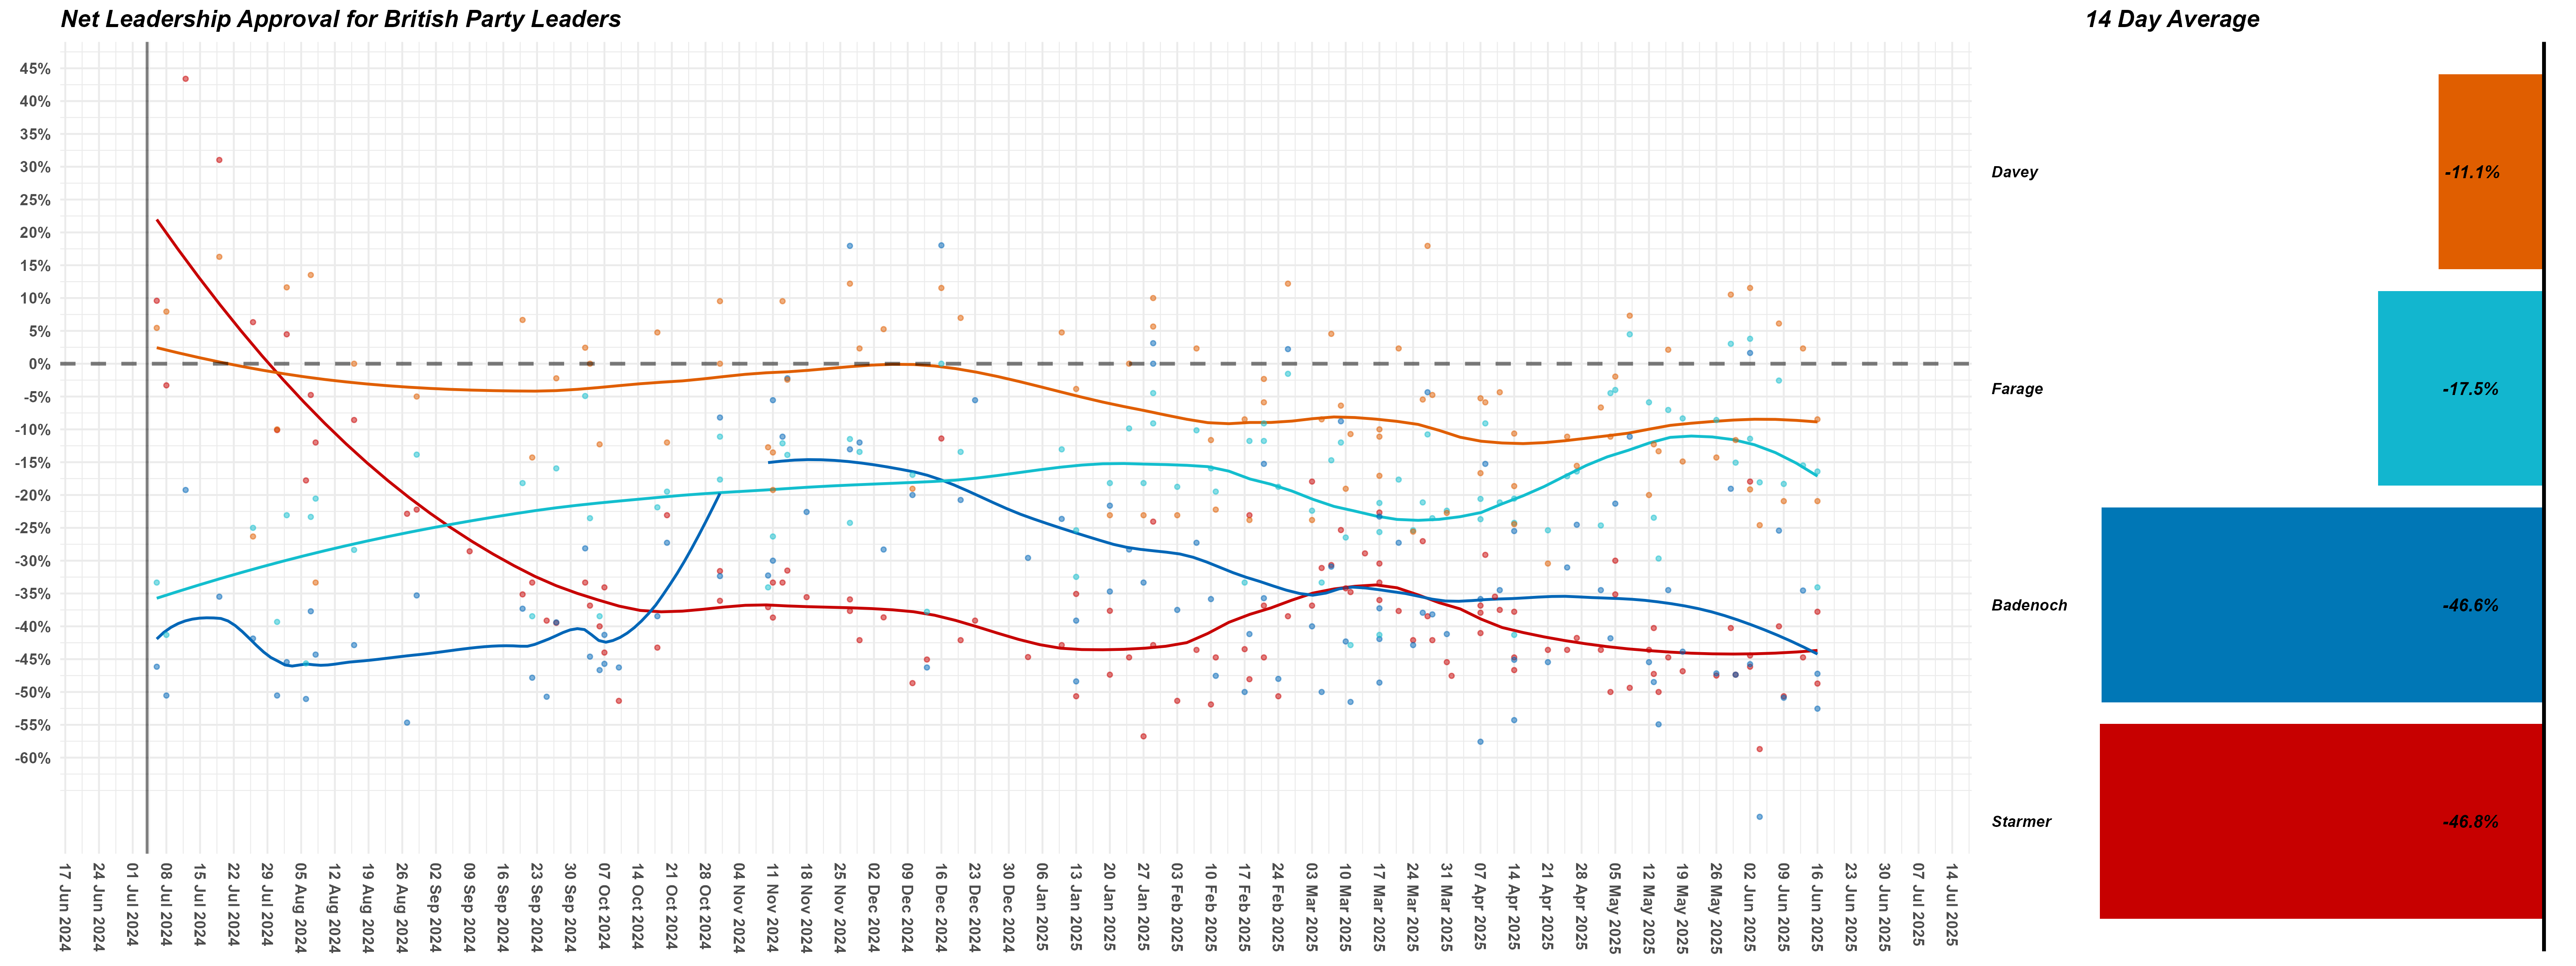 Net Leadership Approval for British Party Leaders
14 Day Average
45%
40%
35%
30%
25%
20%
15%
10%
5%
0%
-5%
-10%
-15%
-20%
-25%
-30%
-35%
-40%
-45%
-50%
-55%
-60%
17 Jun 2024
24 Jun 2024
01 Jul 2024
08 Jul 2024
15 Jul 2024
22 Jul 2024
29 Jul 2024
05 Aug 2024
12 Aug 2024
19 Aug 2024
26 Aug 2024
02 Sep 2024
09 Sep 2024
16 Sep 2024
23 Sep 2024
30 Sep 2024
07 Oct 2024
14 Oct 2024
21 Oct 2024
28 Oct 2024
04 Nov 2024
11 Nov 2024
18 Nov 2024
25 Nov 2024
02 Dec 2024
09 Dec 2024
16 Dec 2024
23 Dec 2024
30 Dec 2024
06 Jan 2025
13 Jan 2025
20 Jan 2025
27 Jan 2025
03 Feb 2025
10 Feb 2025
17 Feb 2025
24 Feb 2025
03 Mar 2025
10 Mar 2025
17 Mar 2025
24 Mar 2025
31 Mar 2025
07 Apr 2025
14 Apr 2025
21 Apr 2025
28 Apr 2025
05 May 2025
12 May 2025
19 May 2025
26 May 2025
02 Jun 2025
09 Jun 2025
16 Jun 2025
23 Jun 2025
30 Jun 2025
07 Jul 2025
14 Jul 2025
Davey
-11.1%
Farage
-17.5%
Badenoch
-46.6%
Starmer
-46.8%